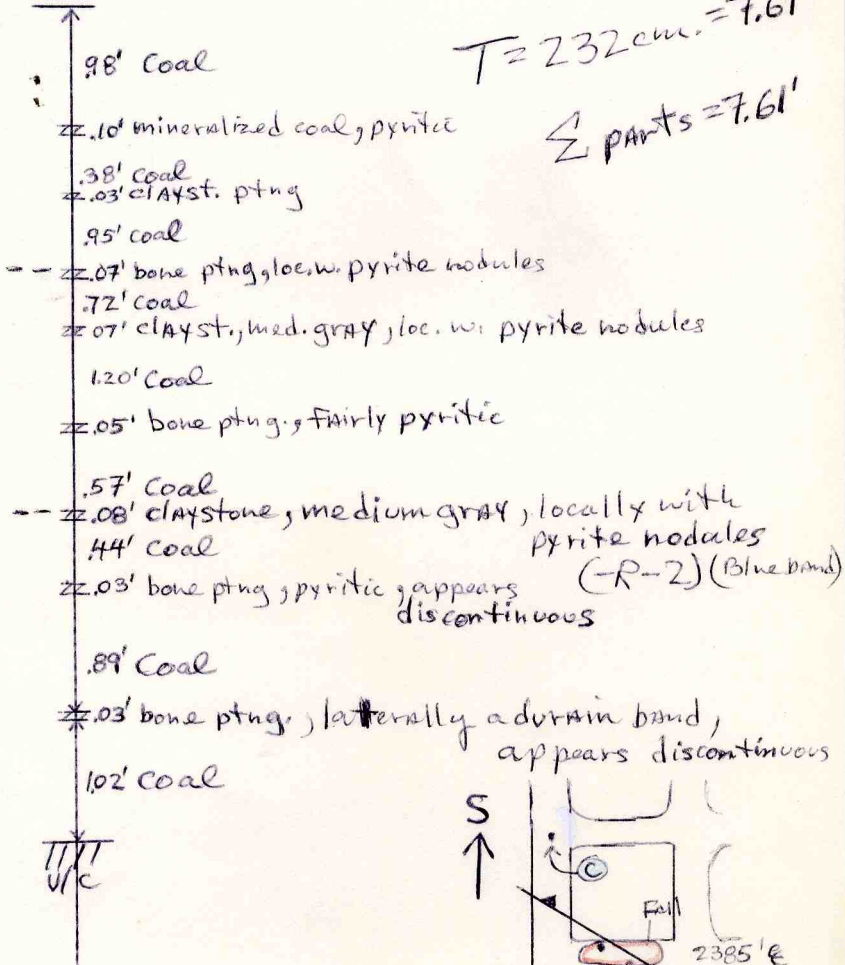 .98' Coal
T = 232 cm. = 7.61'
.10' mineralized coal, pyritic
Σ parts = 7.61'
.38' Coal
.03' clayst. ptng
.95' coal
.07' bone ptng, loc. w. pyrite nodules
.72' Coal
.07' clayst., med. gray, loc. w. pyrite nodules
1.20' Coal
.05' bone ptng., fairly pyritic
.57' Coal
.08' claystone, medium gray, locally with
pyrite nodules
.44' Coal
(-R-2) (Blue band)
.03' bone ptng, pyritic, appears
discontinuous
.89' Coal
.03' bone ptng., laterally a durain band,
appears discontinuous
1.02' Coal
S
U/C
C
Fall
2385' ℄